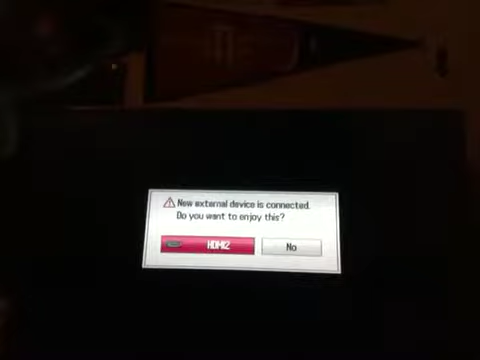 New external device is connected.
Do you want to enjoy this?
HDMI2
No